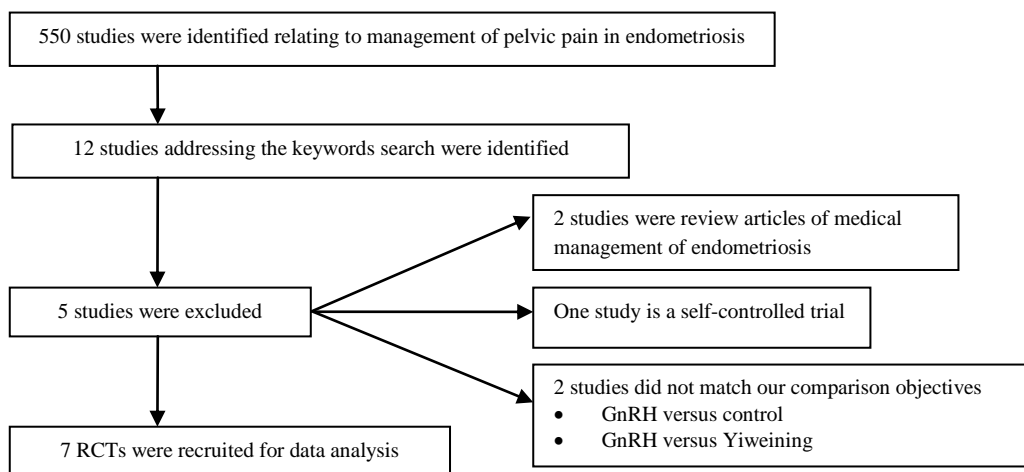 550 studies were identified relating to management of pelvic pain in endometriosis
12 studies addressing the keywords search were identified
2 studies were review articles of medical
management of endometriosis
5 studies were excluded
One study is a self-controlled trial
2 studies did not match our comparison objectives
• GnRH versus control
• GnRH versus Yiweining
7 RCTs were recruited for data analysis